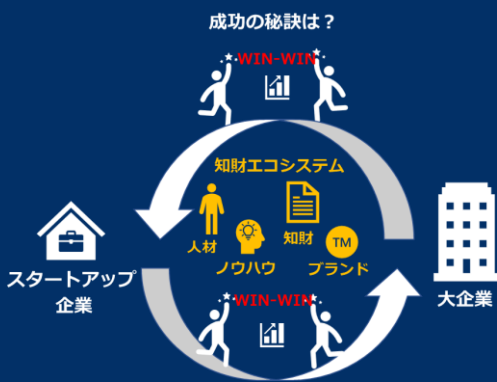 成功の秘訣は？
WIN-WIN
知財エコシステム
人材
知財
TM
ノウハウ
ブランド
スタートアップ
企業
大企業
WIN-WIN